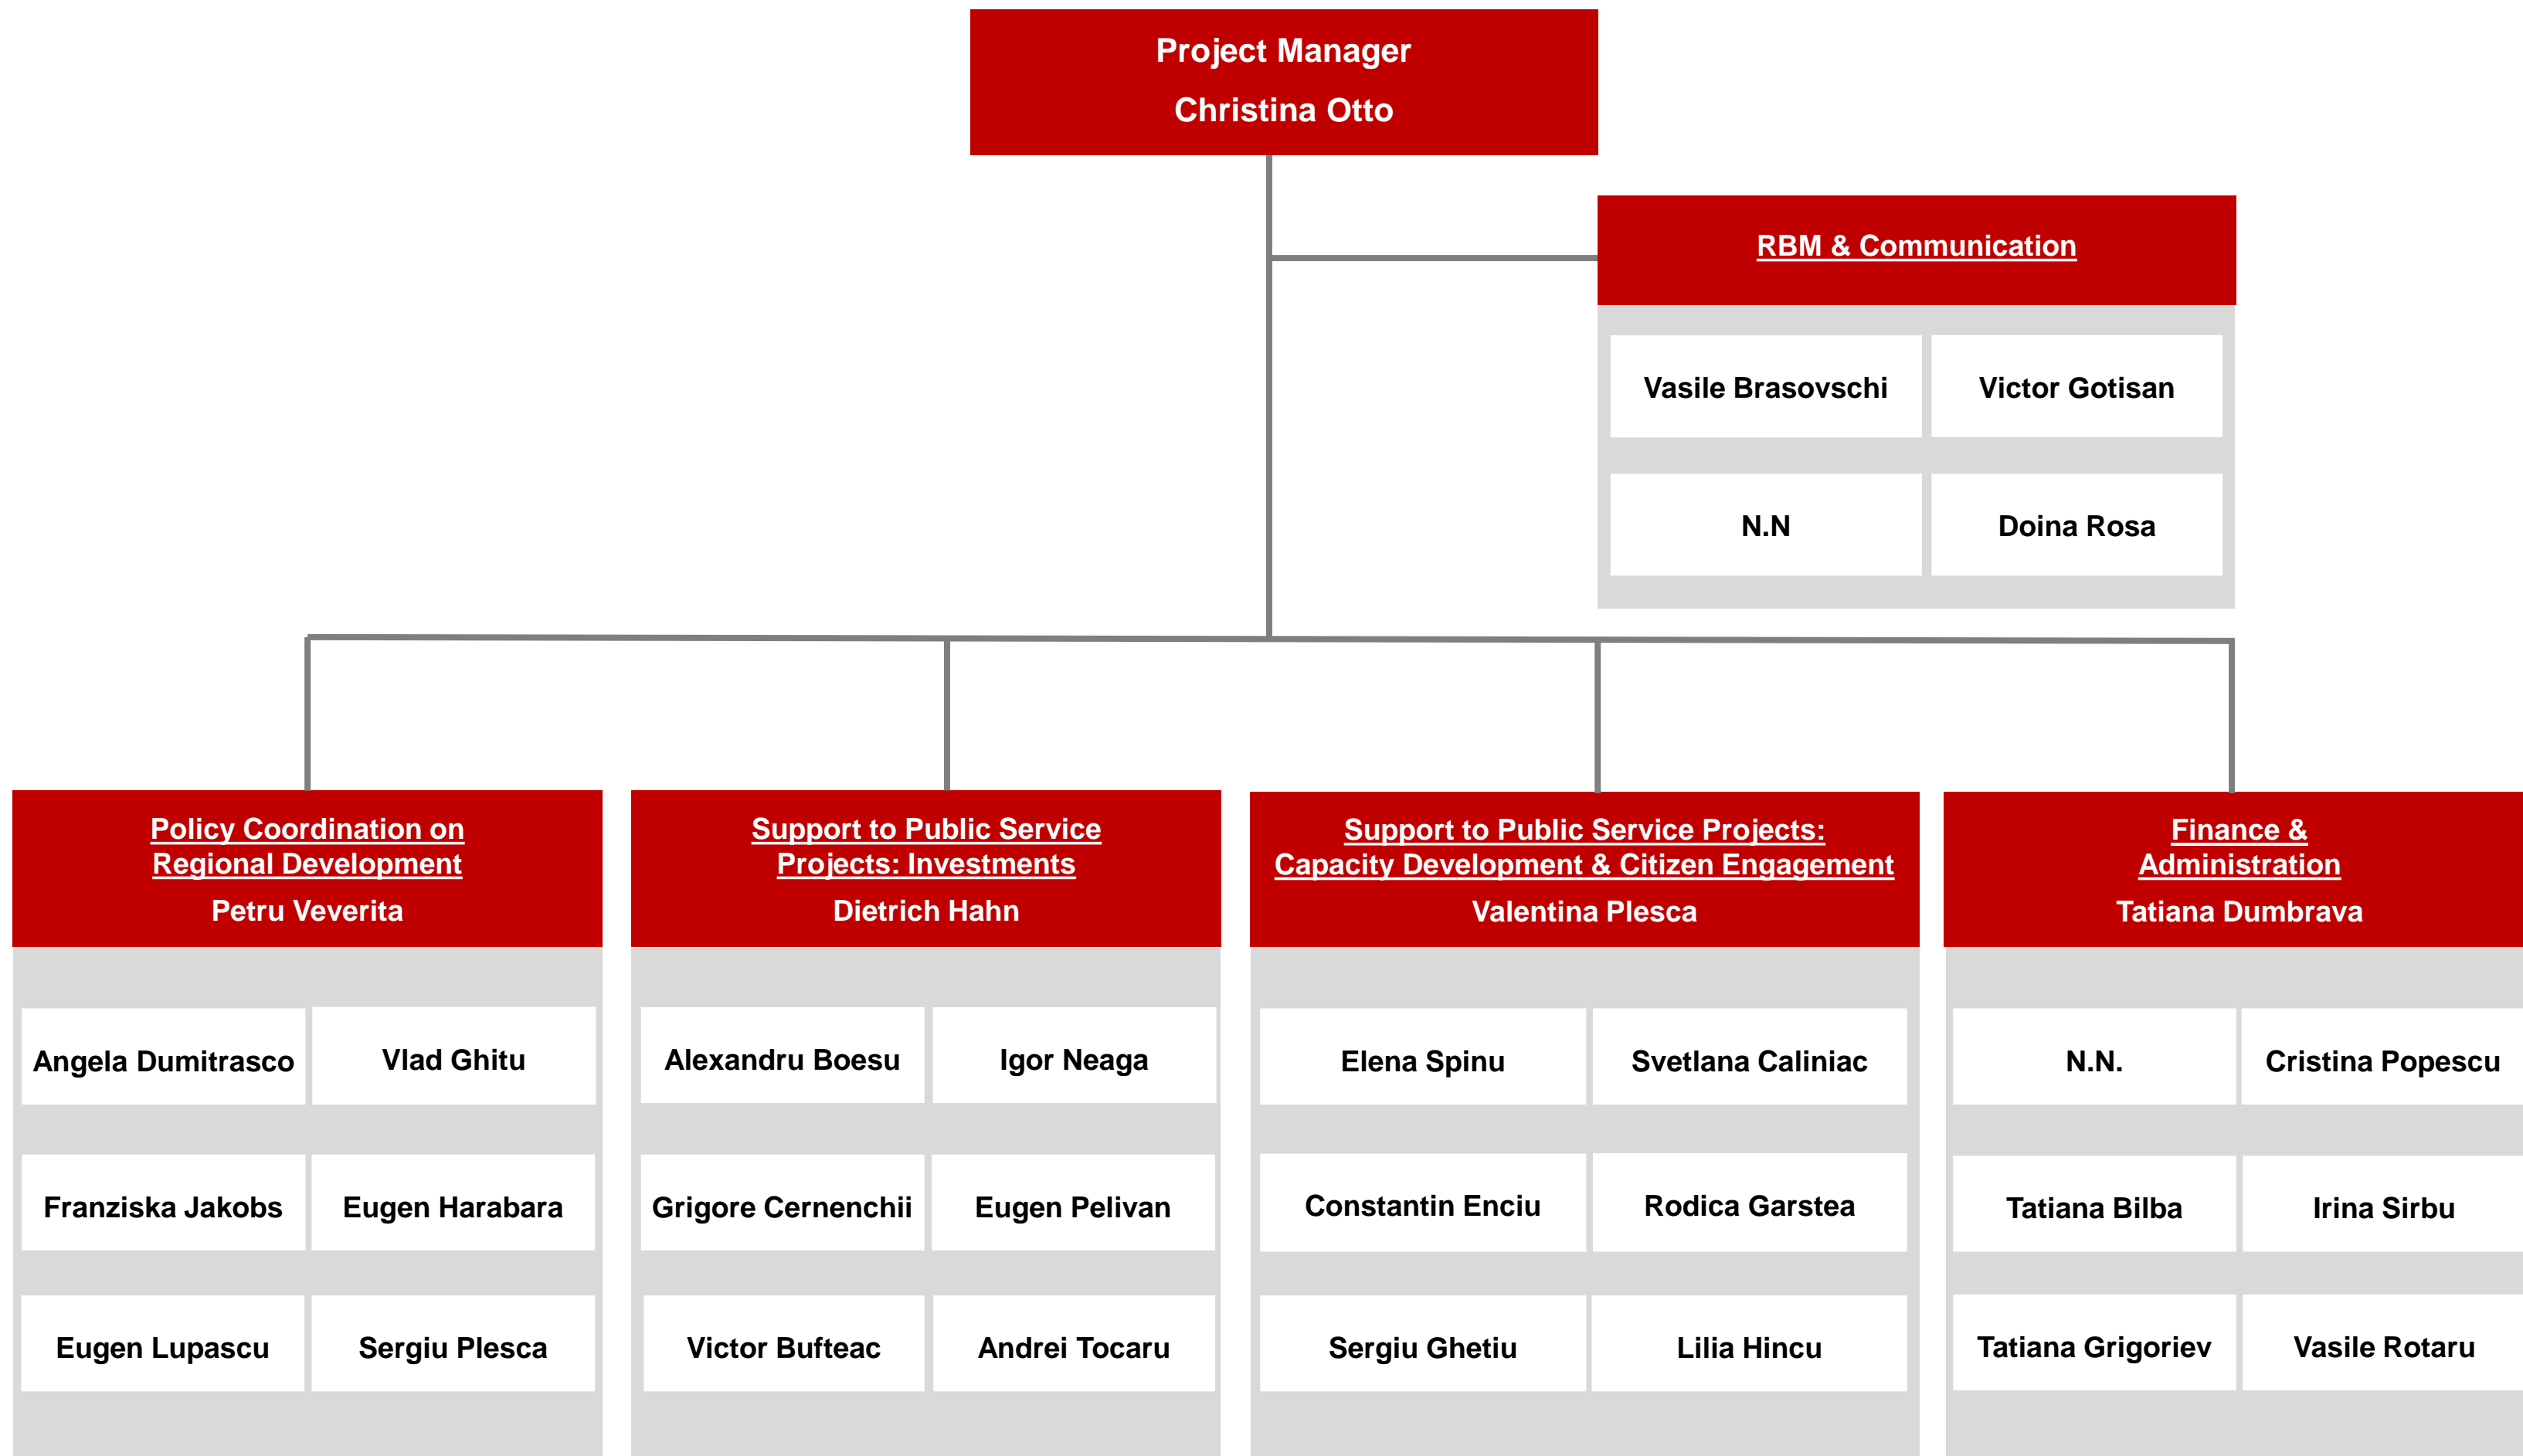 Project Manager
Christina Otto
RBM & Communication
Vasile Brasovschi
Victor Gotisan
N.N
Doina Rosa
Policy Coordination on
Regional Development
Petru Veverita
Angela Dumitrasco
Vlad Ghitu
Franziska Jakobs
Eugen Harabara
Eugen Lupascu
Sergiu Plesca
Support to Public Service
Projects: Investments
Dietrich Hahn
Alexandru Boesu
Igor Neaga
Grigore Cernenchii
Eugen Pelivan
Victor Bufteac
Andrei Tocaru
Support to Public Service Projects:
Capacity Development & Citizen Engagement
Valentina Plesca
Elena Spinu
Svetlana Caliniac
Constantin Enciu
Rodica Garstea
Sergiu Ghetiu
Lilia Hincu
Finance &
Administration
Tatiana Dumbrava
N.N.
Cristina Popescu
Tatiana Bilba
Irina Sirbu
Tatiana Grigoriev
Vasile Rotaru